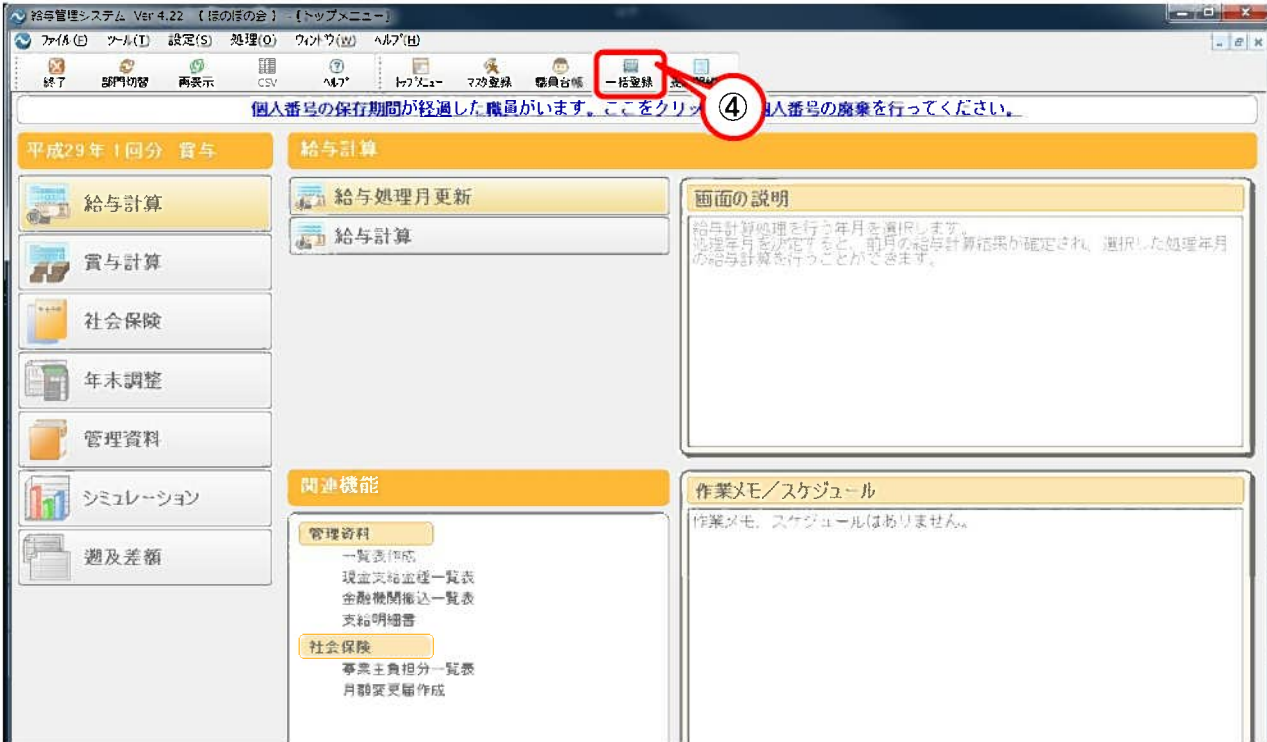 給与管理システム Ver 4.22 【ほのぼの会】 - [トップメニュー]
ファイル(F) ツール(T) 設定(S) 処理(O) ウィンドウ(W) ヘルプ(H)
終了 部門切替 再表示 CSV ヘルプ トップメニュー マスタ登録 職員台帳 一括登録
④
個人番号の保存期間が経過した職員がいます。ここをクリッ 人番号の廃棄を行ってください。
平成29年1回分 賞与
給与計算
給与計算
賞与計算
社会保険
年末調整
管理資料
シミュレーション
遡及差額
給与処理月更新
給与計算
画面の説明
給与計算処理を行う年月を選択します。
処理年月を決定すると、前月の給与計算結果が確定され、選択した処理年月
の給与計算を行うことができます。
関連機能
管理資料
一覧表作成
現金支給金種一覧表
金融機関振込一覧表
支給明細書
社会保険
事業主負担分一覧表
月額変更届作成
作業メモ/スケジュール
作業メモ、スケジュールはありません。